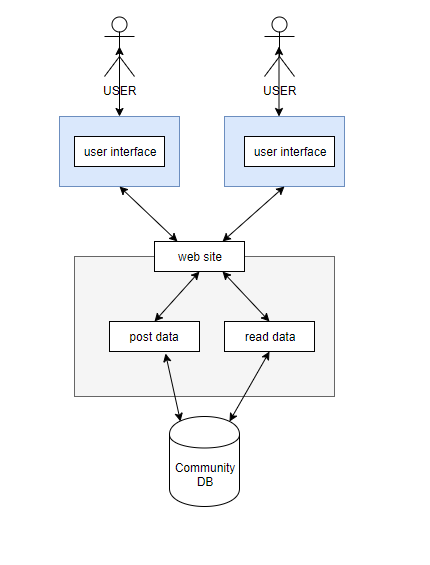 USER
USER
user interface
user interface
web site
post data
read data
Community
DB